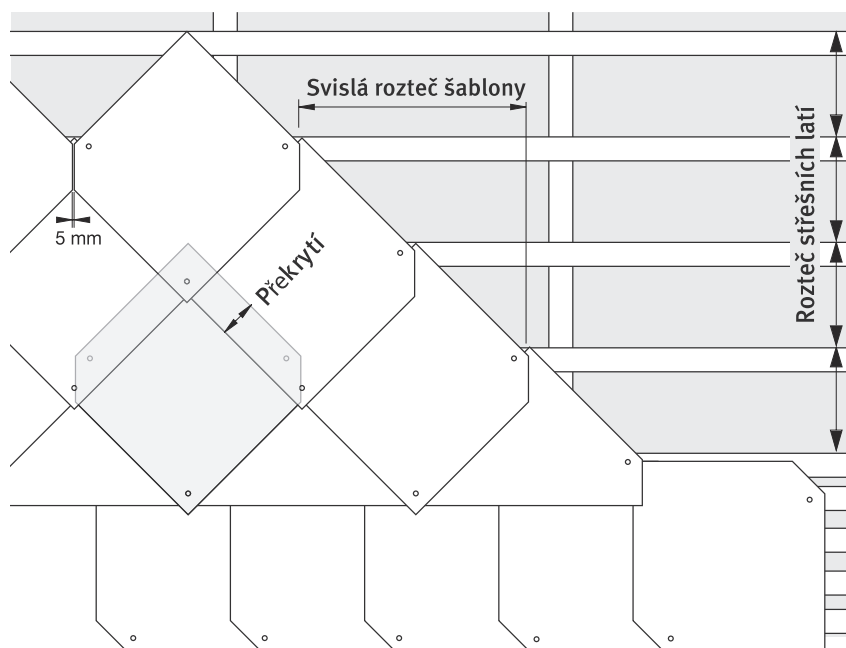 Svislá rozteč šablony
Rozteč střešních latí
5 mm
Překrytí